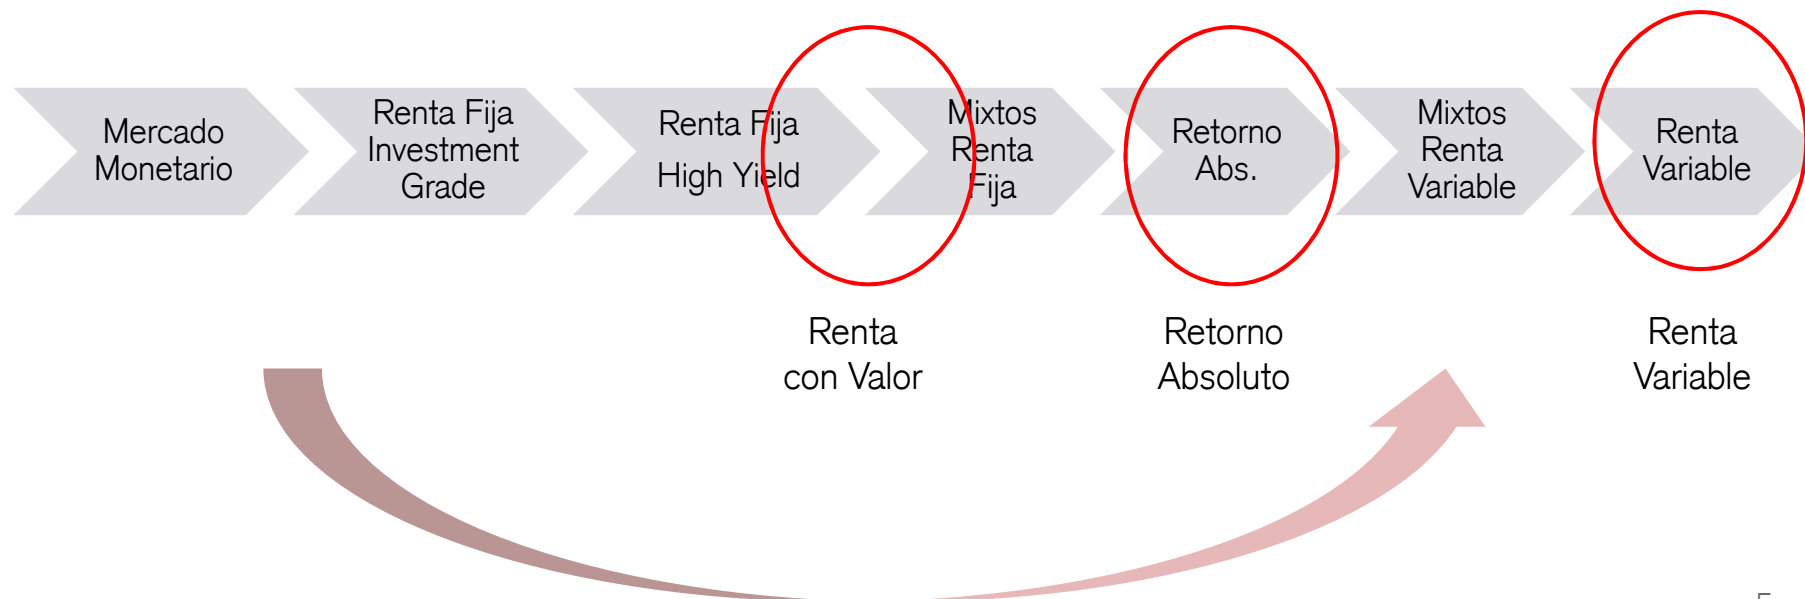 Mercado
Monetario
Renta Fija
Investment
Grade
Renta Fija
High Yield
Mixtos
Renta
Fija
Retorno
Abs.
Mixtos
Renta
Variable
Renta
Variable
Renta
con Valor
Retorno
Absoluto
Renta
Variable